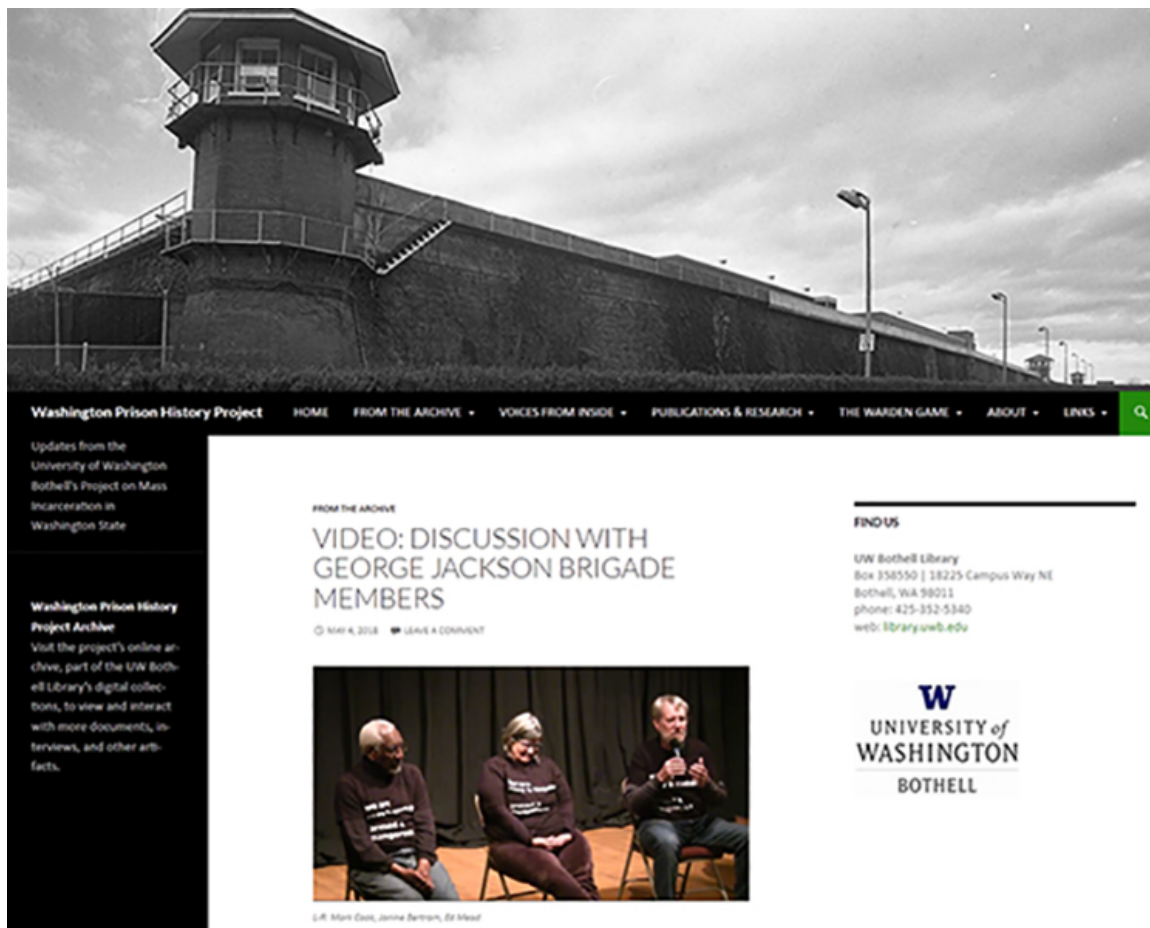 Washington Prison History Project
HOME
FROM THE ARCHIVE
VOICES FROM INSIDE
PUBLICATIONS & RESEARCH
THE WARDEN GAME
ABOUT
LINKS
Updates from the
University of Washington
Bothell's Project on Mass
Incarceration in
Washington State
Washington Prison History
Project Archive
Visit the project's online ar-
chive, part of the UW Both-
ell Library's digital collec-
tions, to view and interact
with more documents, in-
terviews, and other arti-
facts.
FROM THE ARCHIVE
VIDEO: DISCUSSION WITH
GEORGE JACKSON BRIGADE
MEMBERS
MAY 4, 2018 LEAVE A COMMENT
we are
armed &
dangerous
L-R: Mark Cook, Janine Bertram, Ed Mead
FIND US
UW Bothell Library
Box 358550 | 18225 Campus Way NE
Bothell, WA 98011
phone: 425-352-5340
web: library.uwb.edu
W
UNIVERSITY of
WASHINGTON
BOTHELL